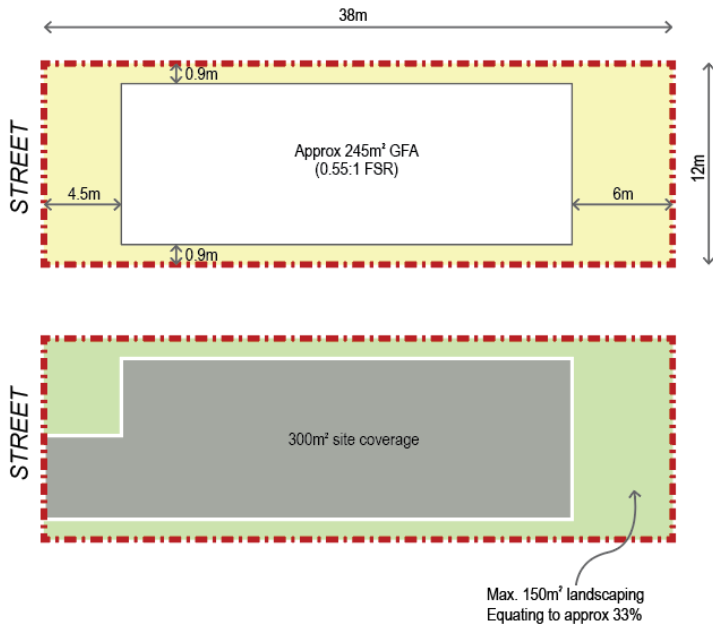 38m
0.9m
STREET
Approx 245m² GFA
(0.55:1 FSR)
12m
4.5m
6m
0.9m
STREET
300m² site coverage
Max. 150m² landscaping
Equating to approx 33%